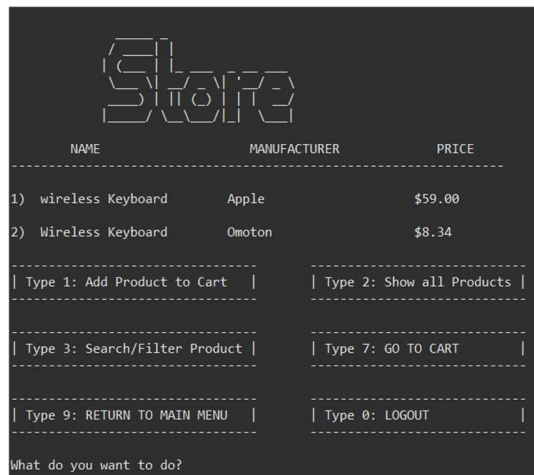 Store
NAME MANUFACTURER PRICE
1) wireless Keyboard Apple $59.00
2) Wireless Keyboard Omoton $8.34
Type 1: Add Product to Cart
Type 2: Show all Products
Type 3: Search/Filter Product
Type 7: GO TO CART
Type 9: RETURN TO MAIN MENU
Type 0: LOGOUT
What do you want to do?